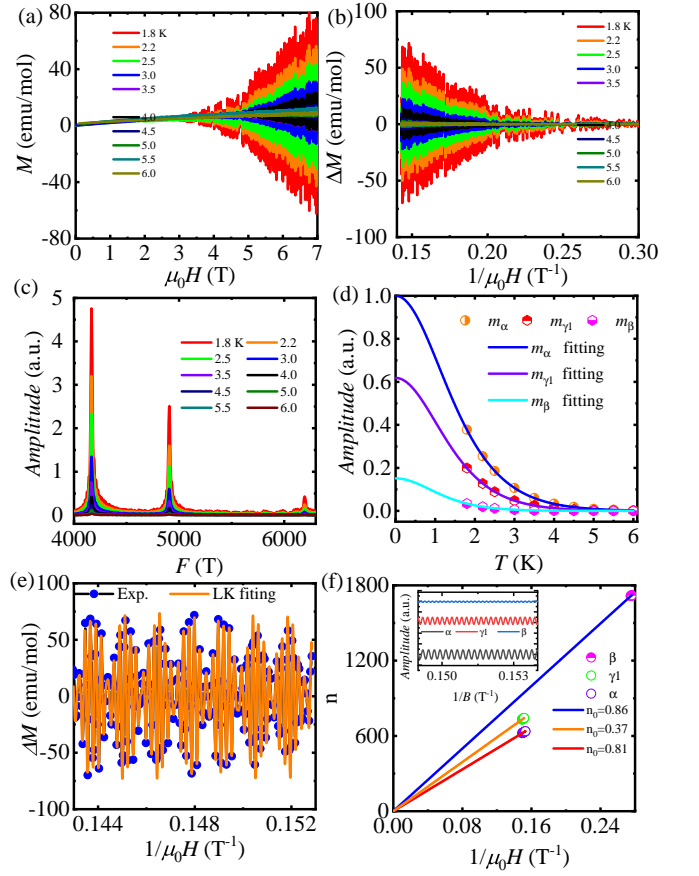 (a)
80
40
0
-40
-80
M (emu/mol)
1.8 K
2.2
2.5
3.0
3.5
4.0
4.5
5.0
5.5
6.0
0 1 2 3 4 5 6 7
μ0H (T)
(b)
100
50
0
-50
-100
ΔM (emu/mol)
1.8 K
2.2
2.5
3.0
3.5
4.0
4.5
5.0
5.5
6.0
0.15 0.20 0.25 0.30
1/μ0H (T-1)
(c)
5
4
3
2
1
0
Amplitude (a.u.)
1.8 K 2.2
2.5 3.0
3.5 4.0
4.5 5.0
5.5 6.0
4000 5000 6000
F (T)
(d)
1.0
0.8
0.6
0.4
0.2
0.0
Amplitude (a.u.)
mα mγ1 mβ
mα fitting
mγ1 fitting
mβ fitting
0 1 2 3 4 5 6
T (K)
(e)
100
50
0
-50
-100
ΔM (emu/mol)
Exp. LK fiting
0.144 0.148 0.152
1/μ0H (T-1)
(f)
1800
1200
600
0
n
Amplitude (a.u.)
α γ1 β
0.150 0.153
1/B (T-1)
β
γ1
α
n0=0.86
n0=0.37
n0=0.81
0.00 0.08 0.16 0.24
1/μ0H (T-1)